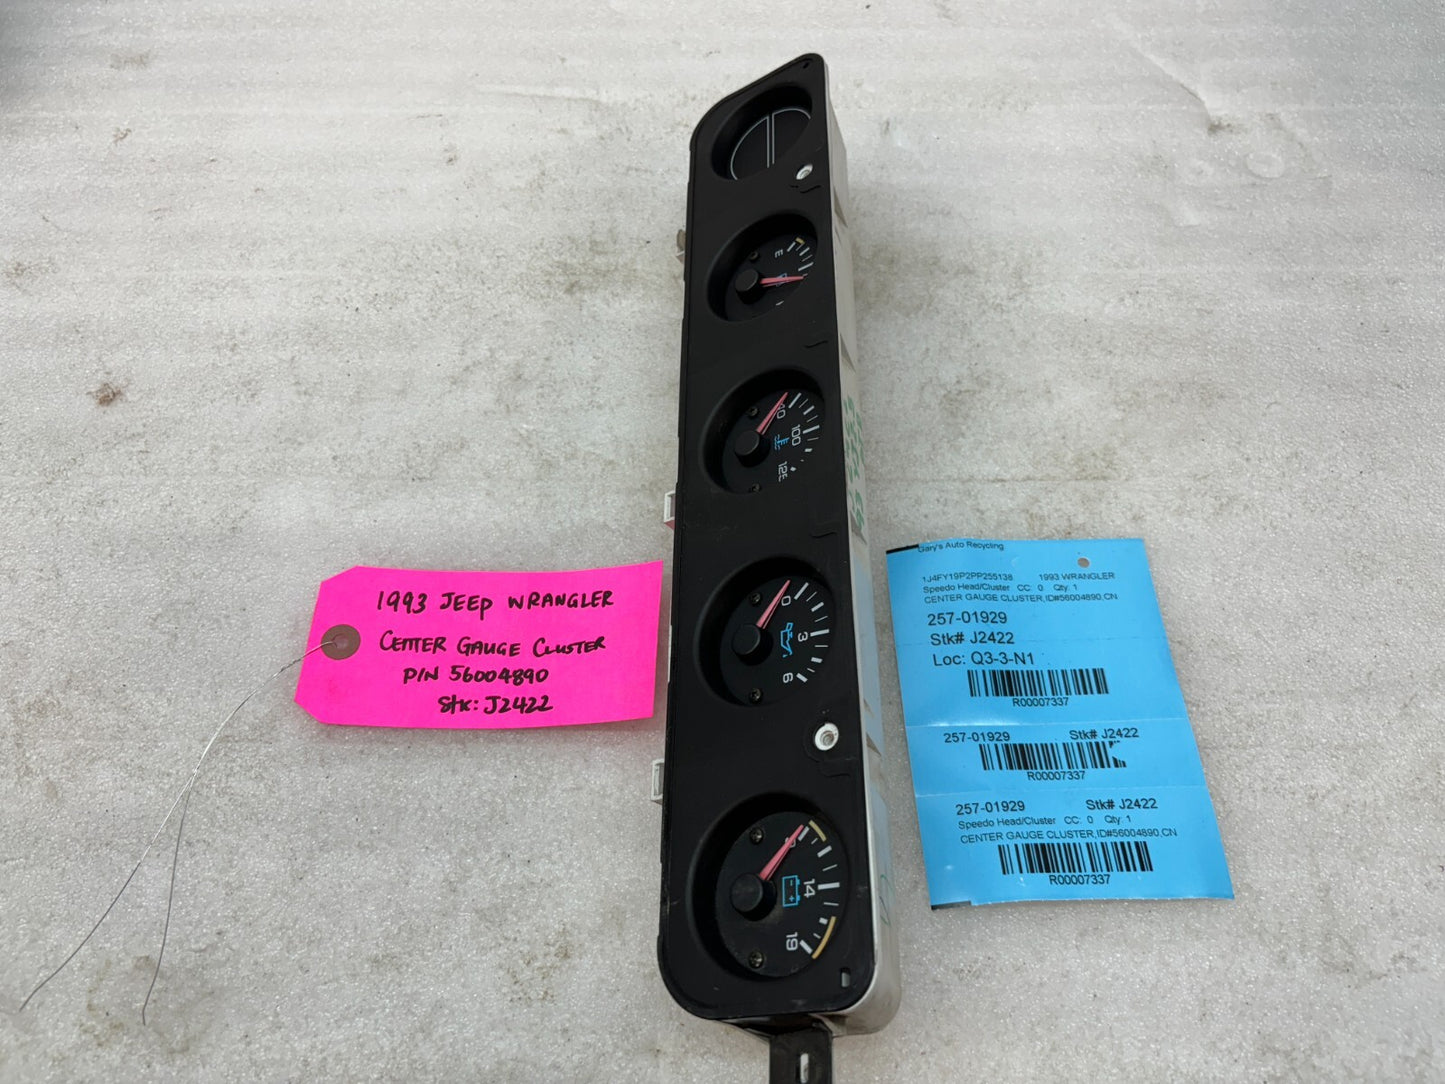 1993 JEEP WRANGLER
CENTER GAUGE CLUSTER
P/N 56004890
Stk: J2422
E
40
100
0
3
6
14
19
Gary's Auto Recycling
1J4FY19P2PP255138 1993 WRANGLER
Speedo Head/Cluster CC: 0 Qty: 1
CENTER GAUGE CLUSTER,ID#56004890,CN
257-01929
Stk# J2422
Loc: Q3-3-N1
R00007337
257-01929 Stk# J2422
R00007337
257-01929 Stk# J2422
Speedo Head/Cluster CC: 0 Qty: 1
CENTER GAUGE CLUSTER,ID#56004890,CN
R00007337